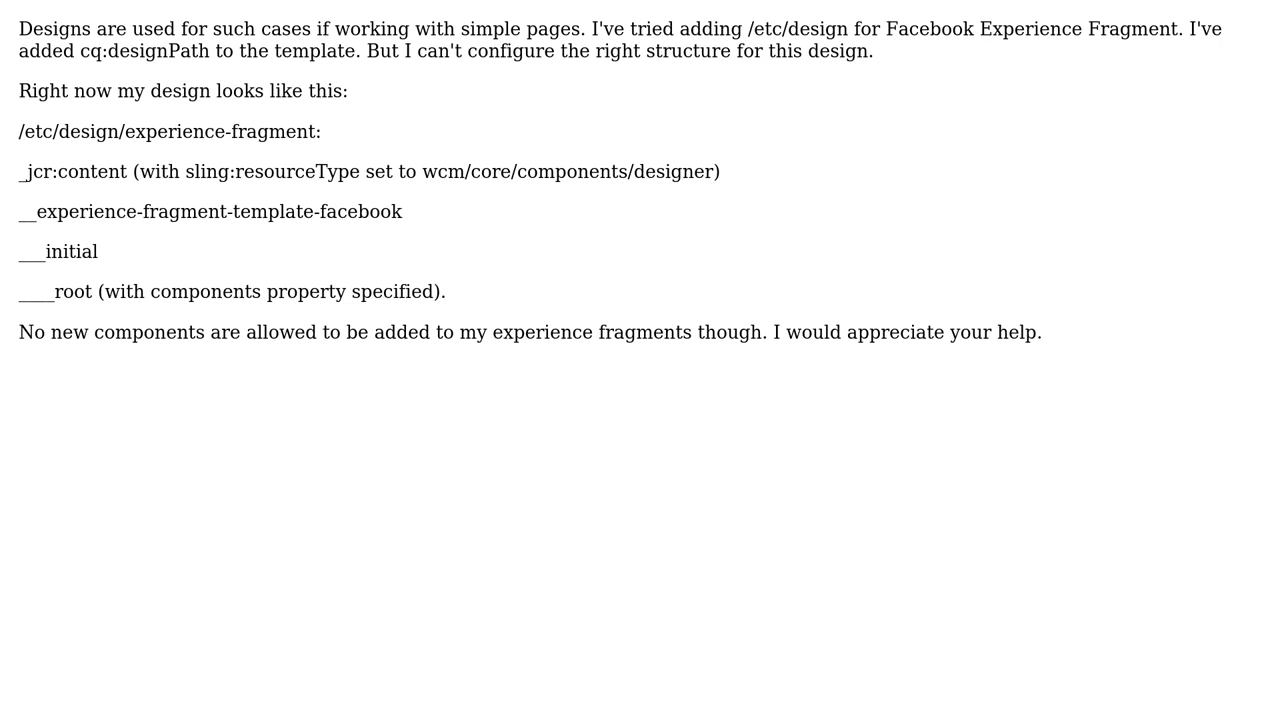 Designs are used for such cases if working with simple pages. I've tried adding /etc/design for Facebook Experience Fragment. I've
added cq:designPath to the template. But I can't configure the right structure for this design.
Right now my design looks like this:
/etc/design/experience-fragment:
_jcr:content (with sling:resourceType set to wcm/core/components/designer)
__experience-fragment-template-facebook
___initial
____root (with components property specified).
No new components are allowed to be added to my experience fragments though. I would appreciate your help.